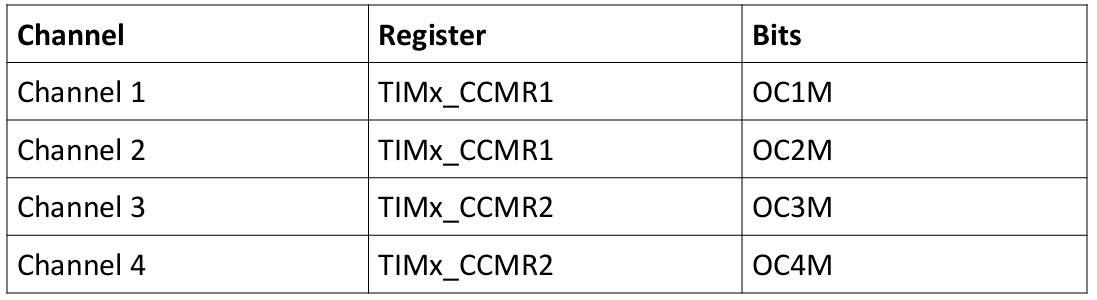 Channel Register Bits
Channel 1 TIMx_CCMR1 OC1M
Channel 2 TIMx_CCMR1 OC2M
Channel 3 TIMx_CCMR2 OC3M
Channel 4 TIMx_CCMR2 OC4M